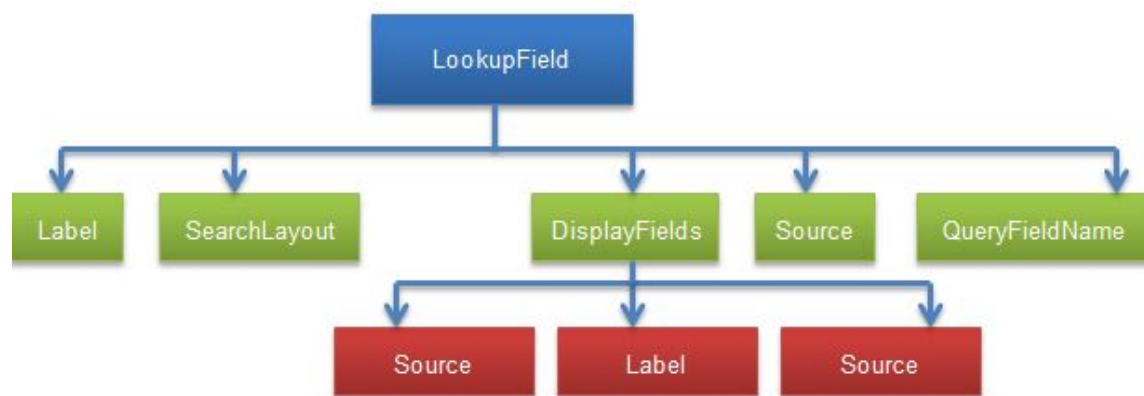 LookupField
Label
SearchLayout
DisplayFields
Source
QueryFieldName
Source
Label
Source